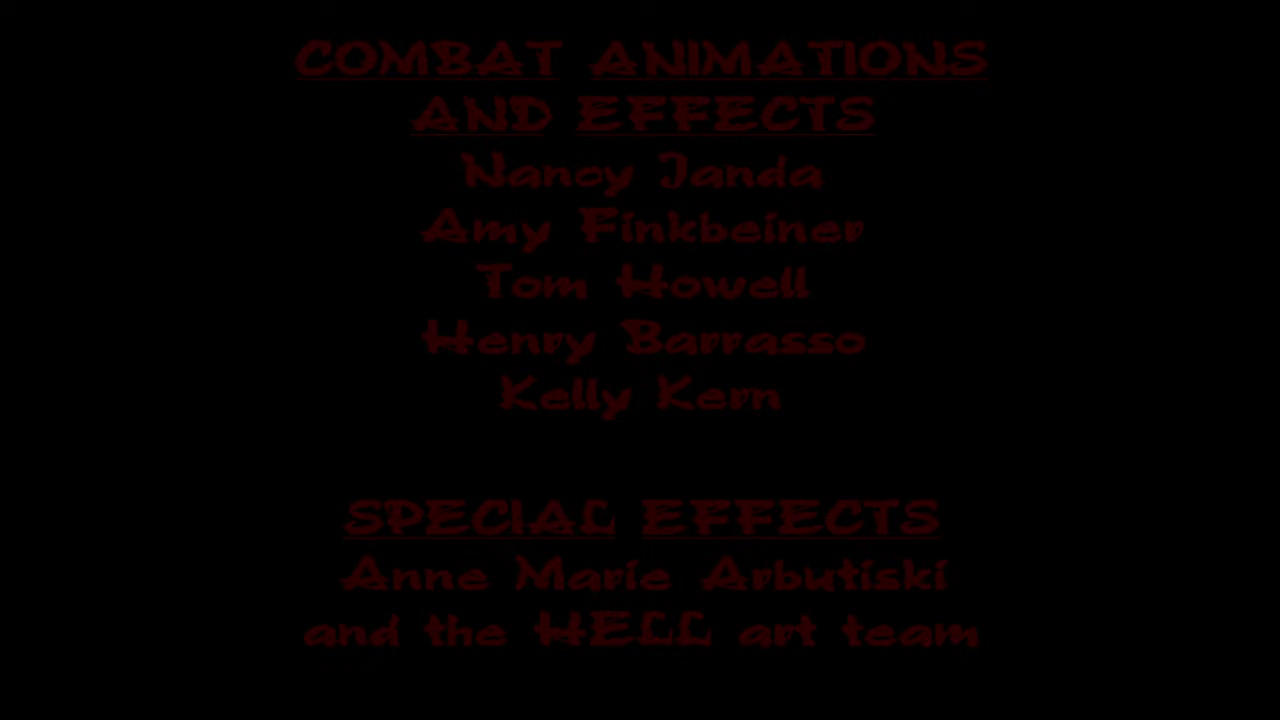 COMBAT ANIMATIONS
AND EFFECTS
Nancy Janda
Amy Finkbeiner
Tom Howell
Henry Barrasso
Kelly Kern
SPECIAL EFFECTS
Anne Marie Arbutiski
and the HELL art team